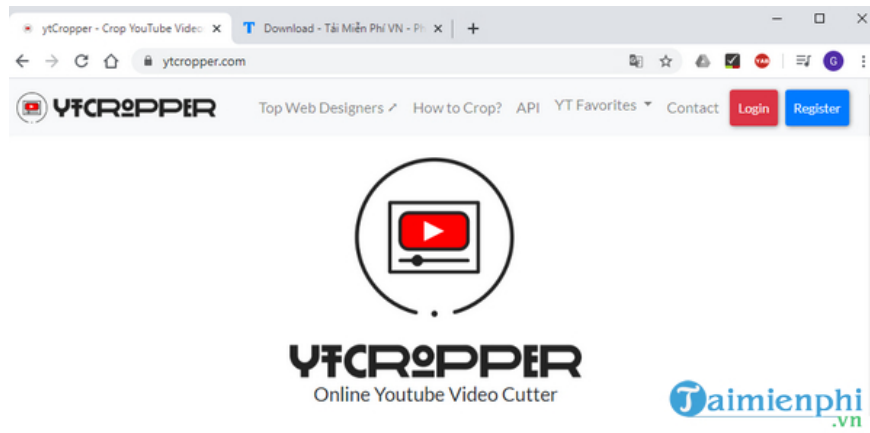 ytCropper - Crop YouTube Video
Download - Tải Miễn Phí VN - Ph
ytcropper.com
YTCROPPER
Top Web Designers
How to Crop?
API
YT Favorites
Contact
Login
Register
YTCROPPER
Online Youtube Video Cutter
Taimienphi
.vn